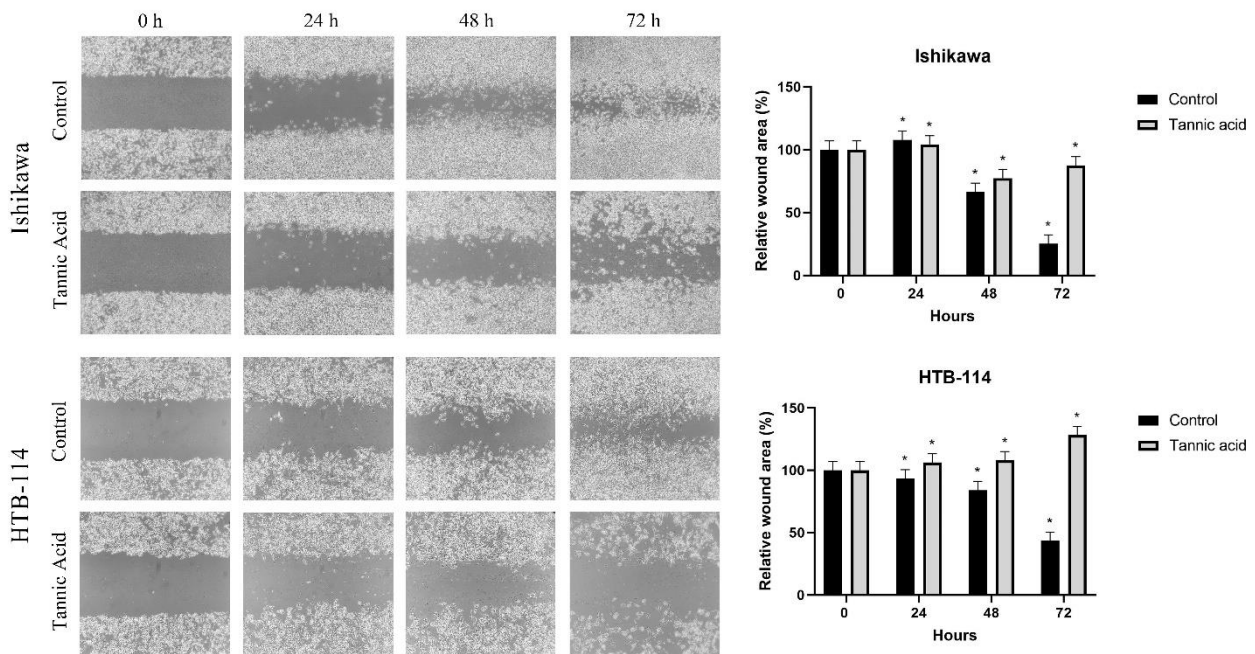 0 h 24 h 48 h 72 h
Ishikawa
Control
Tannic Acid
HTB-114
Control
Tannic Acid
Ishikawa
Relative wound area (%)
150
100
50
0
* * * * * *
0 24 48 72
Hours
Control
Tannic acid
HTB-114
Relative wound area (%)
150
100
50
0
* * * * * *
0 24 48 72
Hours
Control
Tannic acid